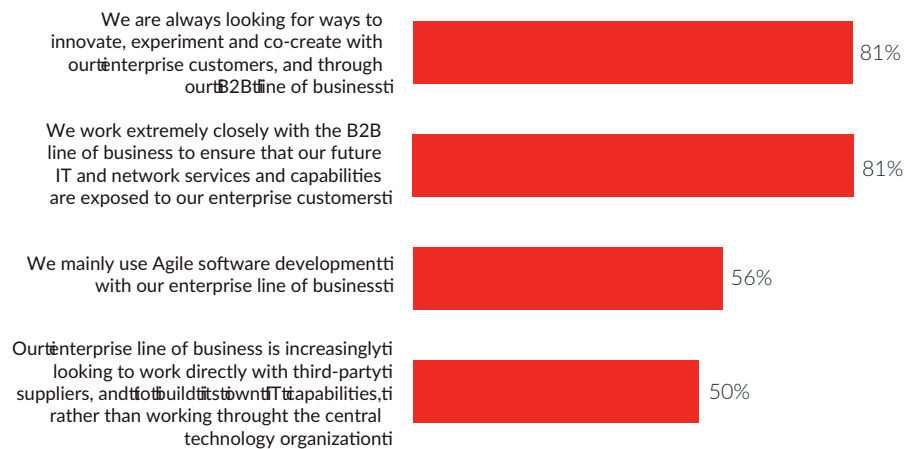 We are always looking for ways to
innovate, experiment and co-create with
ourtienterprise customers, and through
ourtiB2Btiline of businessti
81%
We work extremely closely with the B2B
line of business to ensure that our future
IT and network services and capabilities
are exposed to our enterprise customersti
81%
We mainly use Agile software developmentti
with our enterprise line of businessti
56%
Ourtienterprise line of business is increasinglyti
looking to work directly with third-partyti
suppliers, andtitotibuildtiitstiowntiITticapabilities,ti
rather than working throught the central
technology organizationti
50%